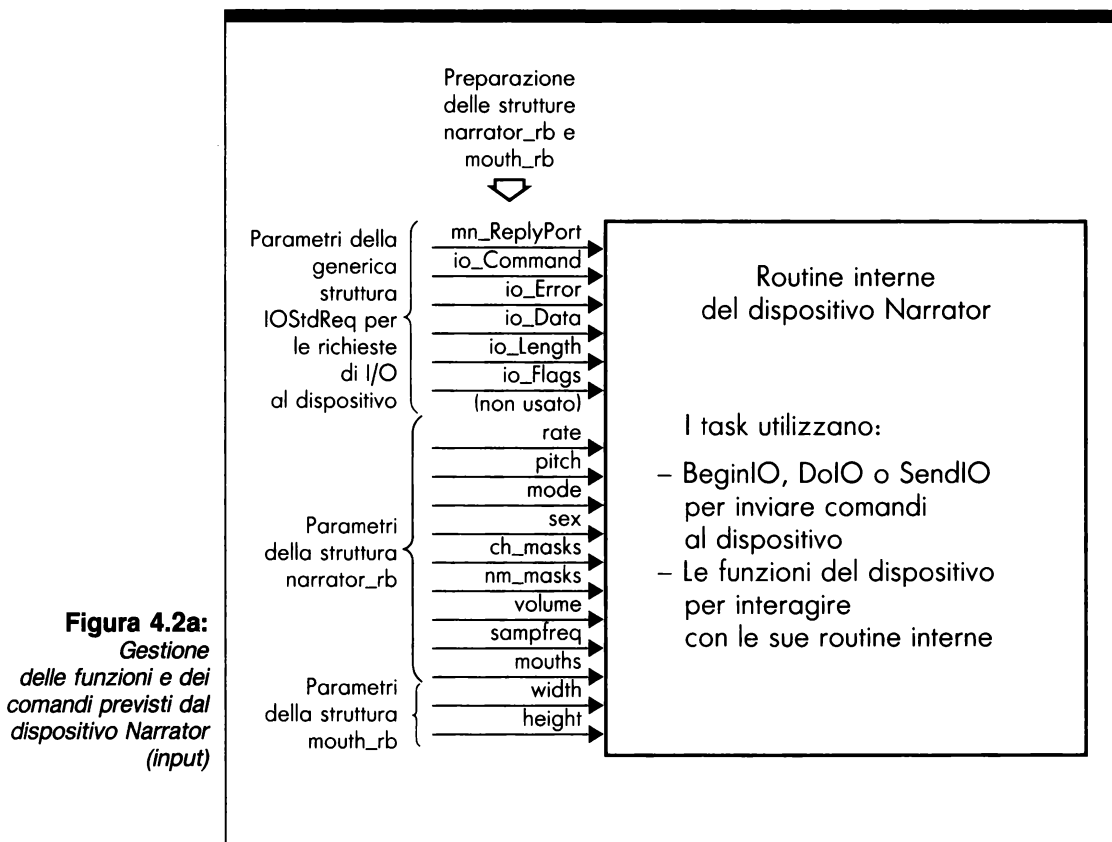 Preparazione
delle strutture
narrator_rb e
mouth_rb
Parametri della
generica
struttura
IOStdReq per
le richieste
di I/O
al dispositivo
mn_ReplyPort
io_Command
io_Error
io_Data
io_Length
io_Flags
(non usato)
Parametri
della struttura
narrator_rb
rate
pitch
mode
sex
ch_masks
nm_masks
volume
sampfreq
mouths
Parametri
della struttura
mouth_rb
width
height
Routine interne
del dispositivo Narrator
I task utilizzano:
– BeginIO, DoIO o SendIO
per inviare comandi
al dispositivo
– Le funzioni del dispositivo
per interagire
con le sue routine interne
Figura 4.2a:
Gestione
delle funzioni e dei
comandi previsti dal
dispositivo Narrator
(input)